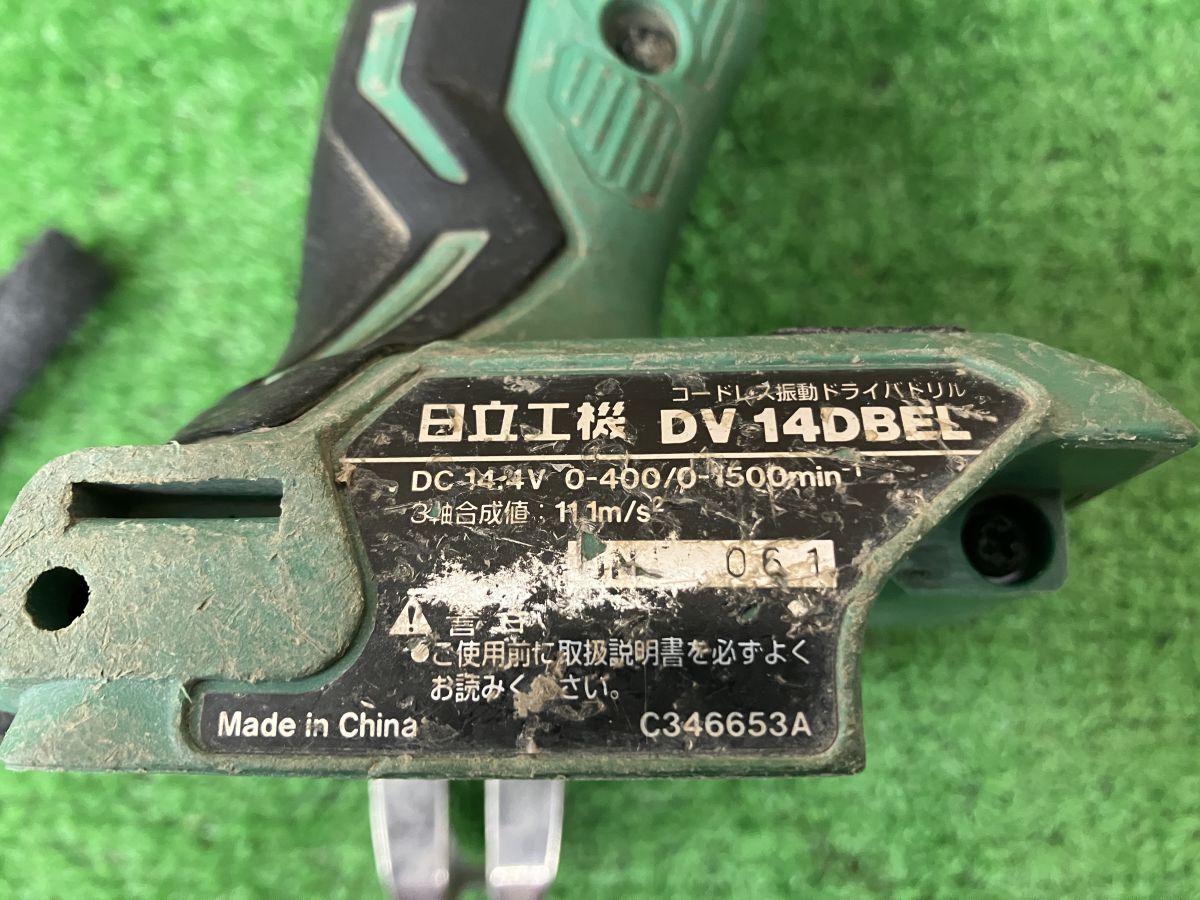 コードレス振動ドライバドリル
日立工機 DV 14DBEL
DC 14.4V 0-400/0-1500min⁻¹
3軸合成値：11.1m/s²
061
⚠
●ご使用前に取扱説明書を必ずよく
お読みください。
Made in China
C346653A